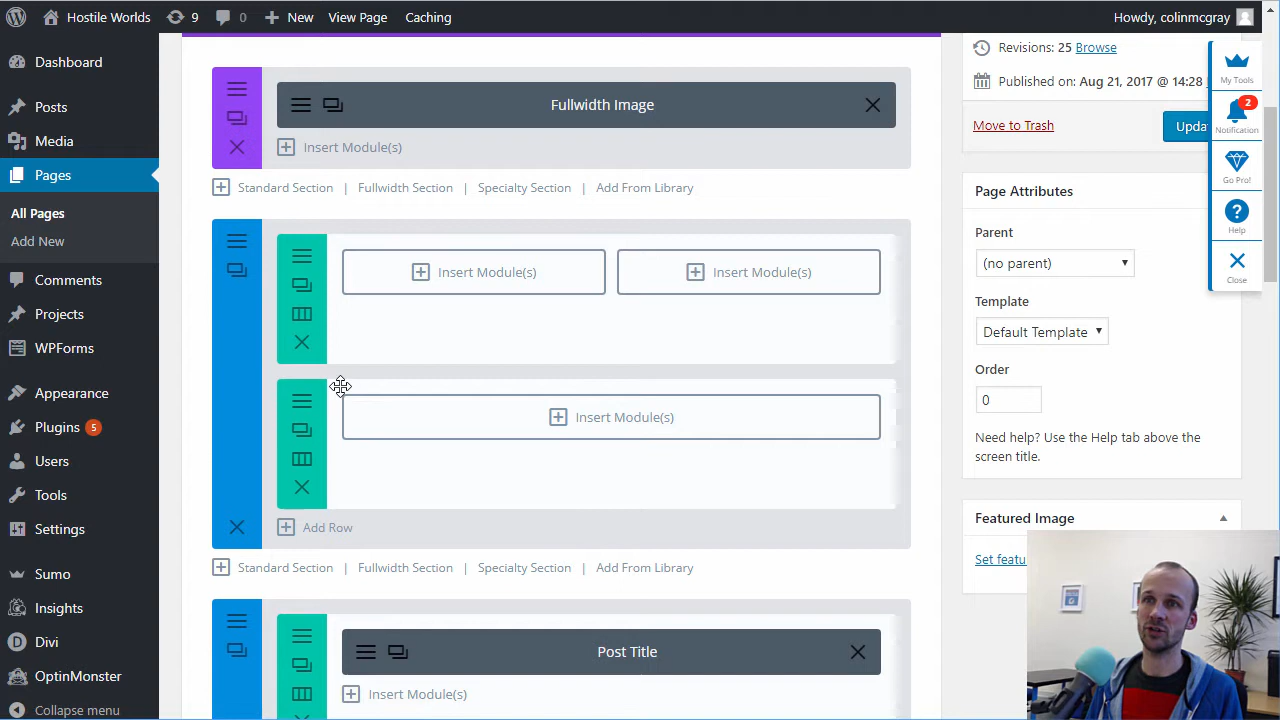 Hostile Worlds 9 0 New View Page Caching Howdy, colinmcgray
Dashboard
Posts
Media
Pages
All Pages
Add New
Comments
Projects
WPForms
Appearance
Plugins 5
Users
Tools
Settings
Sumo
Insights
Divi
OptinMonster
Collapse menu
Fullwidth Image
Insert Module(s)
Standard Section | Fullwidth Section | Specialty Section | Add From Library
Insert Module(s) Insert Module(s)
Insert Module(s)
Add Row
Standard Section | Fullwidth Section | Specialty Section | Add From Library
Post Title
Insert Module(s)
Revisions: 25 Browse
Published on: Aug 21, 2017 @ 14:28
Move to Trash Upda
Page Attributes
Parent
(no parent)
Template
Default Template
Order
0
Need help? Use the Help tab above the
screen title.
Featured Image
Set featu
My Tools
2
Notification
Go Pro!
Help
Close